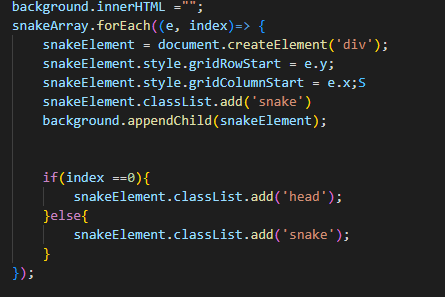 background.innerHTML ="";
snakeArray.forEach((e, index)=> {
    snakeElement = document.createElement('div');
    snakeElement.style.gridRowStart = e.y;
    snakeElement.style.gridColumnStart = e.x;S
    snakeElement.classList.add('snake')
    background.appendChild(snakeElement);
    if(index ==0){
        snakeElement.classList.add('head');
    }else{
        snakeElement.classList.add('snake');
    }
});